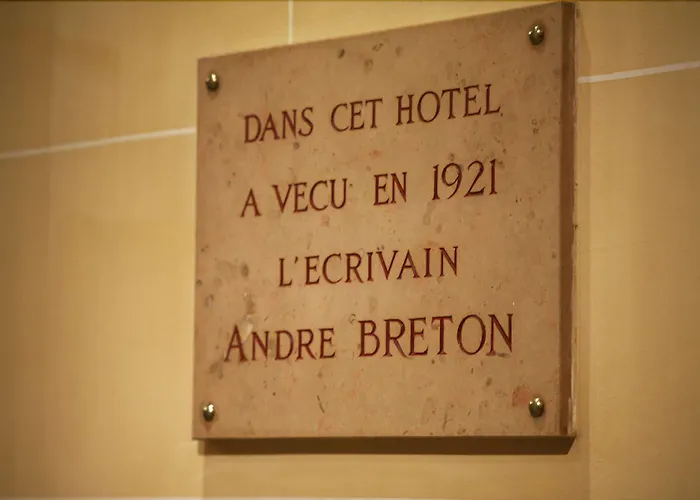 DANS CET HOTEL
A VECU EN 1921
L'ECRIVAIN
ANDRE BRETON